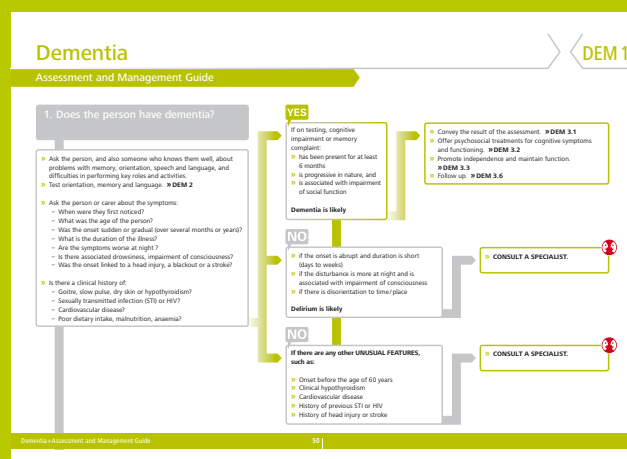 Dementia
DEM 1
Assessment and Management Guide
1. Does the person have dementia?
» Ask the person, and also someone who knows them well, about
problems with memory, orientation, speech and language, and
difficulties in performing key roles and activities.
» Test orientation, memory and language. » DEM 2
» Ask the person or carer about the symptoms:
– When were they first noticed?
– What was the age of the person?
– Was the onset sudden or gradual (over several months or years)?
– What is the duration of the illness?
– Are the symptoms worse at night ?
– Is there associated drowsiness, impairment of consciousness?
– Was the onset linked to a head injury, a blackout or a stroke?
» Is there a clinical history of:
– Goitre, slow pulse, dry skin or hypothyroidism?
– Sexually transmitted infection (STI) or HIV?
– Cardiovascular disease?
– Poor dietary intake, malnutrition, anaemia?
YES
If on testing, cognitive
impairment or memory
complaint:
» has been present for at least
6 months
» is progressive in nature, and
» is associated with impairment
of social function
Dementia is likely
» Convey the result of the assessment. » DEM 3.1
» Offer psychosocial treatments for cognitive symptoms
and functioning. » DEM 3.2
» Promote independence and maintain function.
» DEM 3.3
» Follow up. » DEM 3.6
NO
» if the onset is abrupt and duration is short
(days to weeks)
» if the disturbance is more at night and is
associated with impairment of consciousness
» if there is disorientation to time/place
Delirium is likely
» CONSULT A SPECIALIST.
NO
If there are any other UNUSUAL FEATURES,
such as:
» Onset before the age of 60 years
» Clinical hypothyroidism
» Cardiovascular disease
» History of previous STI or HIV
» History of head injury or stroke
» CONSULT A SPECIALIST.
Dementia » Assessment and Management Guide
50